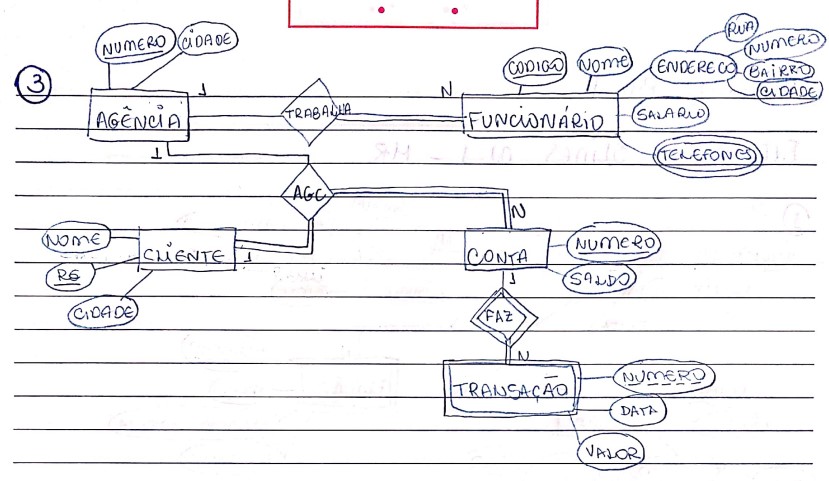 3
NUMERO
CIDADE
AGÊNCIA
1
TRABALHA
N
CODIGO
NOME
ENDERECO
RUA
NUMERO
BAIRRO
CIDADE
FUNCIONÁRIO
SALARIO
TELEFONES
1
AGC
N
NOME
RG
CIDADE
CLIENTE
1
CONTA
NUMERO
SALDO
1
FAZ
N
TRANSAÇÃO
NUMERO
DATA
VALOR